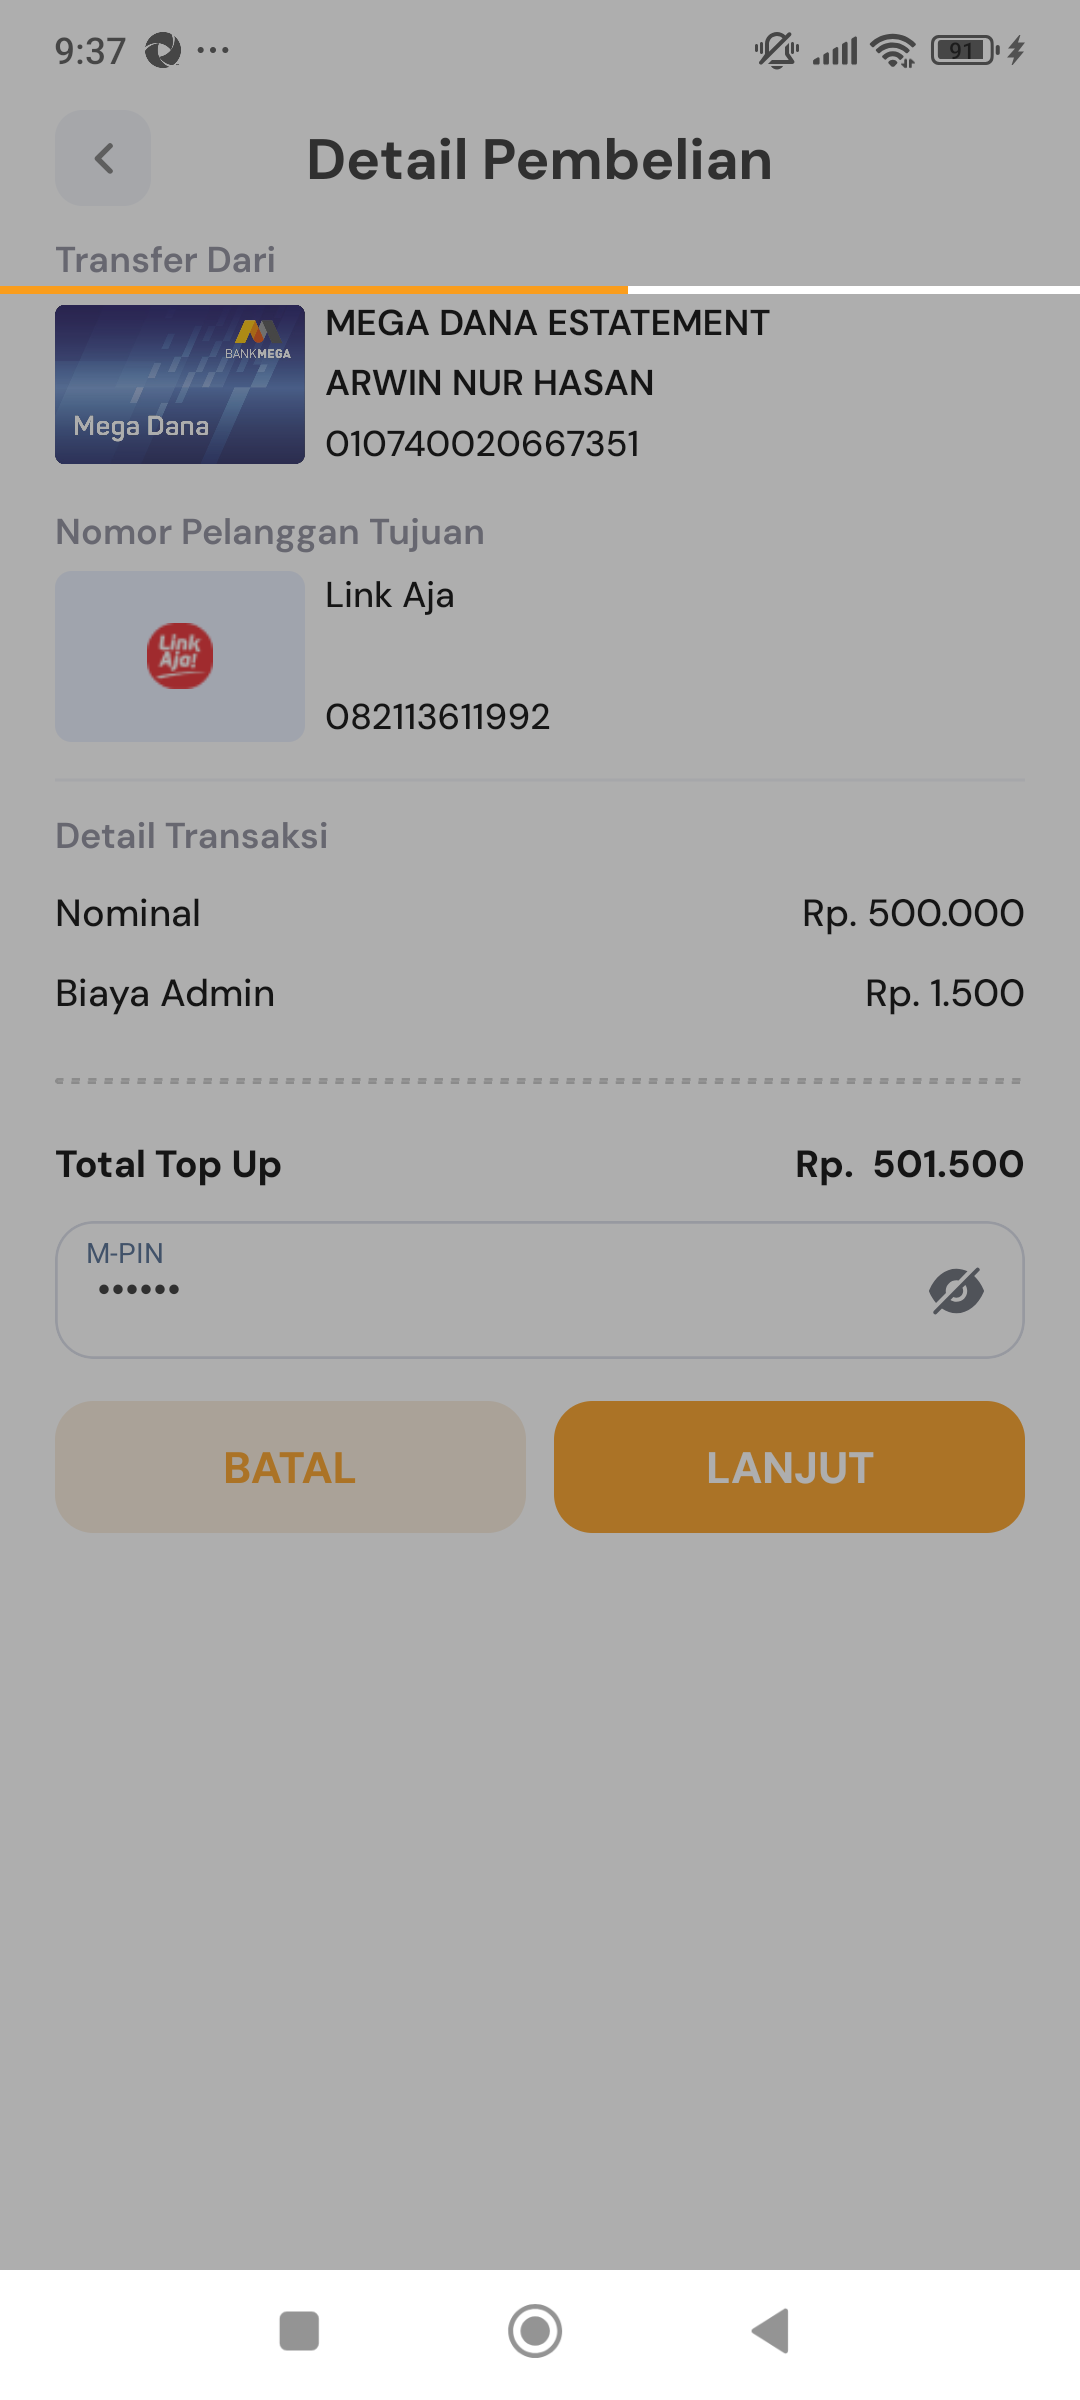 9:37
91
Detail Pembelian
Transfer Dari
BANKMEGA
Mega Dana
MEGA DANA ESTATEMENT
ARWIN NUR HASAN
010740020667351
Nomor Pelanggan Tujuan
Link Aja!
Link Aja
082113611992
Detail Transaksi
Nominal Rp. 500.000
Biaya Admin Rp. 1.500
Total Top Up Rp. 501.500
M-PIN
••••••
BATAL LANJUT